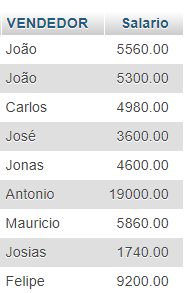 VENDEDOR Salario
João 5560.00
João 5300.00
Carlos 4980.00
José 3600.00
Jonas 4600.00
Antonio 19000.00
Mauricio 5860.00
Josias 1740.00
Felipe 9200.00